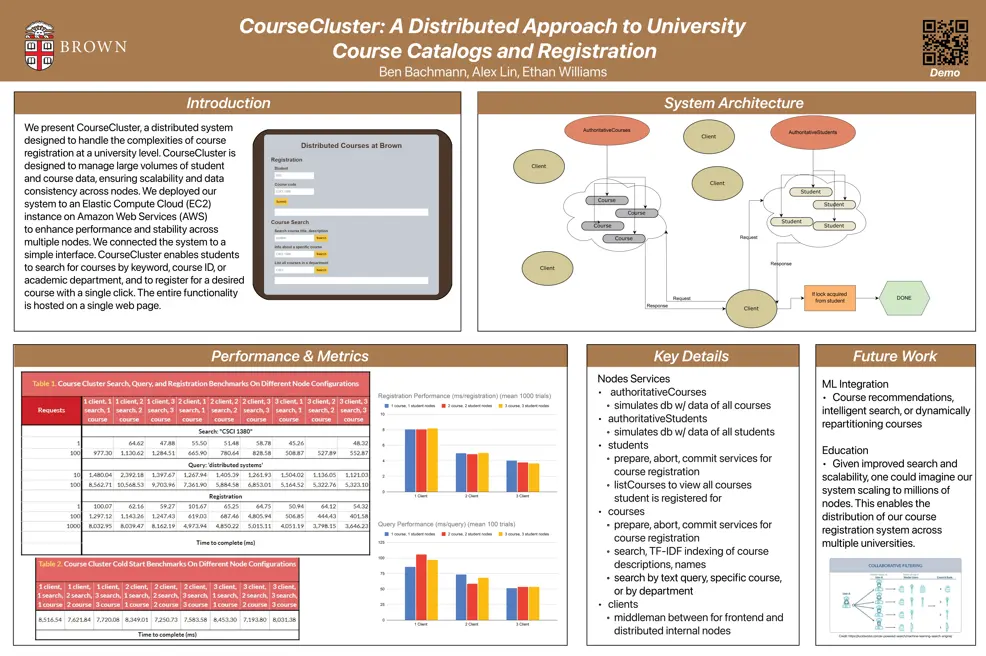 CourseCluster: A Distributed Approach to University
Course Catalogs and Registration
Ben Bachmann, Alex Lin, Ethan Williams
BROWN
Demo
Introduction
We present CourseCluster, a distributed system
designed to handle the complexities of course
registration at a university level. CourseCluster is
designed to manage large volumes of student
and course data, ensuring scalability and data
consistency across nodes. We deployed our
system to an Elastic Compute Cloud (EC2)
instance on Amazon Web Services (AWS)
to enhance performance and stability across
multiple nodes. We connected the system to a
simple interface. CourseCluster enables students
to search for courses by keyword, course ID, or
academic department, and to register for a desired
course with a single click. The entire functionality
is hosted on a single web page.
Distributed Courses at Brown
Registration
Student
Course code
Submit
Course Search
Search course title, description
Search
Info about a specific course
Search
List of courses in a department
Search
System Architecture
AuthoritativeCourses
Client
AuthoritativeStudents
Client
Client
Course
Course
Course
Course
Student
Student
Student
Student
Client
Request
Response
Request
Response
Client
If lock acquired
from student
DONE
Performance & Metrics
Table 1. Course Cluster Search, Query, and Registration Benchmarks On Different Node Configurations
Requests
1 client, 1 search, 1 course
1 client, 2 search, 2 course
1 client, 3 search, 3 course
2 client, 1 search, 1 course
2 client, 2 search, 2 course
2 client, 3 search, 3 course
3 client, 1 search, 1 course
3 client, 2 search, 2 course
3 client, 3 search, 3 course
Search: "CSCI 1380"
1 64.62 47.88 55.50 51.48 58.78 45.26 48.32
100 977.30 1,130.62 1,284.51 665.90 780.64 828.58 508.87 527.89 552.87
Query: 'distributed systems'
1 1,480.04 2,392.18 1,397.67 1,267.94 1,405.39 1,261.93 1,504.02 1,136.05 1,121.03
100 8,562.71 10,568.53 9,703.96 7,361.90 5,884.58 6,853.01 5,164.52 5,322.76 5,323.10
Registration
1 100.07 62.16 59.27 101.67 65.25 64.75 53.94 62.12 54.32
100 1,297.12 1,143.26 1,247.43 619.03 687.46 4,805.94 506.85 444.43 401.58
1000 8,032.95 8,039.47 8,162.19 4,973.94 4,850.22 5,015.11 4,051.19 3,798.15 3,646.23
Time to complete (ms)
Table 2. Course Cluster Cold Start Benchmarks On Different Node Configurations
1 client, 1 search, 1 course
1 client, 2 search, 2 course
1 client, 3 search, 3 course
2 client, 1 search, 1 course
2 client, 2 search, 2 course
2 client, 3 search, 3 course
3 client, 1 search, 1 course
3 client, 2 search, 2 course
3 client, 3 search, 3 course
8,516.54 7,621.84 7,720.08 8,349.01 7,250.73 7,583.58 8,453.30 7,193.80 8,031.38
Time to complete (ms)
Registration Performance (ms/registration) (mean 1000 trials)
1 course, 1 student nodes 2 course, 2 student nodes 3 course, 3 student nodes
10
8
6
4
2
0
1 Client 2 Client 3 Client
Query Performance (ms/query) (mean 100 trials)
1 course, 1 student nodes 2 course, 2 student nodes 3 course, 3 student nodes
125
100
75
50
25
0
1 Client 2 Client 3 Client
Key Details
Nodes Services
• authoritativeCourses
• simulates db w/ data of all courses
• authoritativeStudents
• simulates db w/ data of all students
• students
• prepare, abort, commit services for
course registration
• listCourses to view all courses
student is registered for
• courses
• prepare, abort, commit services for
course registration
• search, TF-IDF indexing of course
descriptions, names
• search by text query, specific course,
or by department
• clients
• middleman between for frontend and
distributed internal nodes
Future Work
ML Integration
• Course recommendations,
intelligent search, or dynamically
repartitioning courses
Education
• Given improved search and
scalability, one could imagine our
system scaling to millions of
nodes. This enables the
distribution of our course
registration system across
multiple universities.
COLLABORATIVE FILTERING